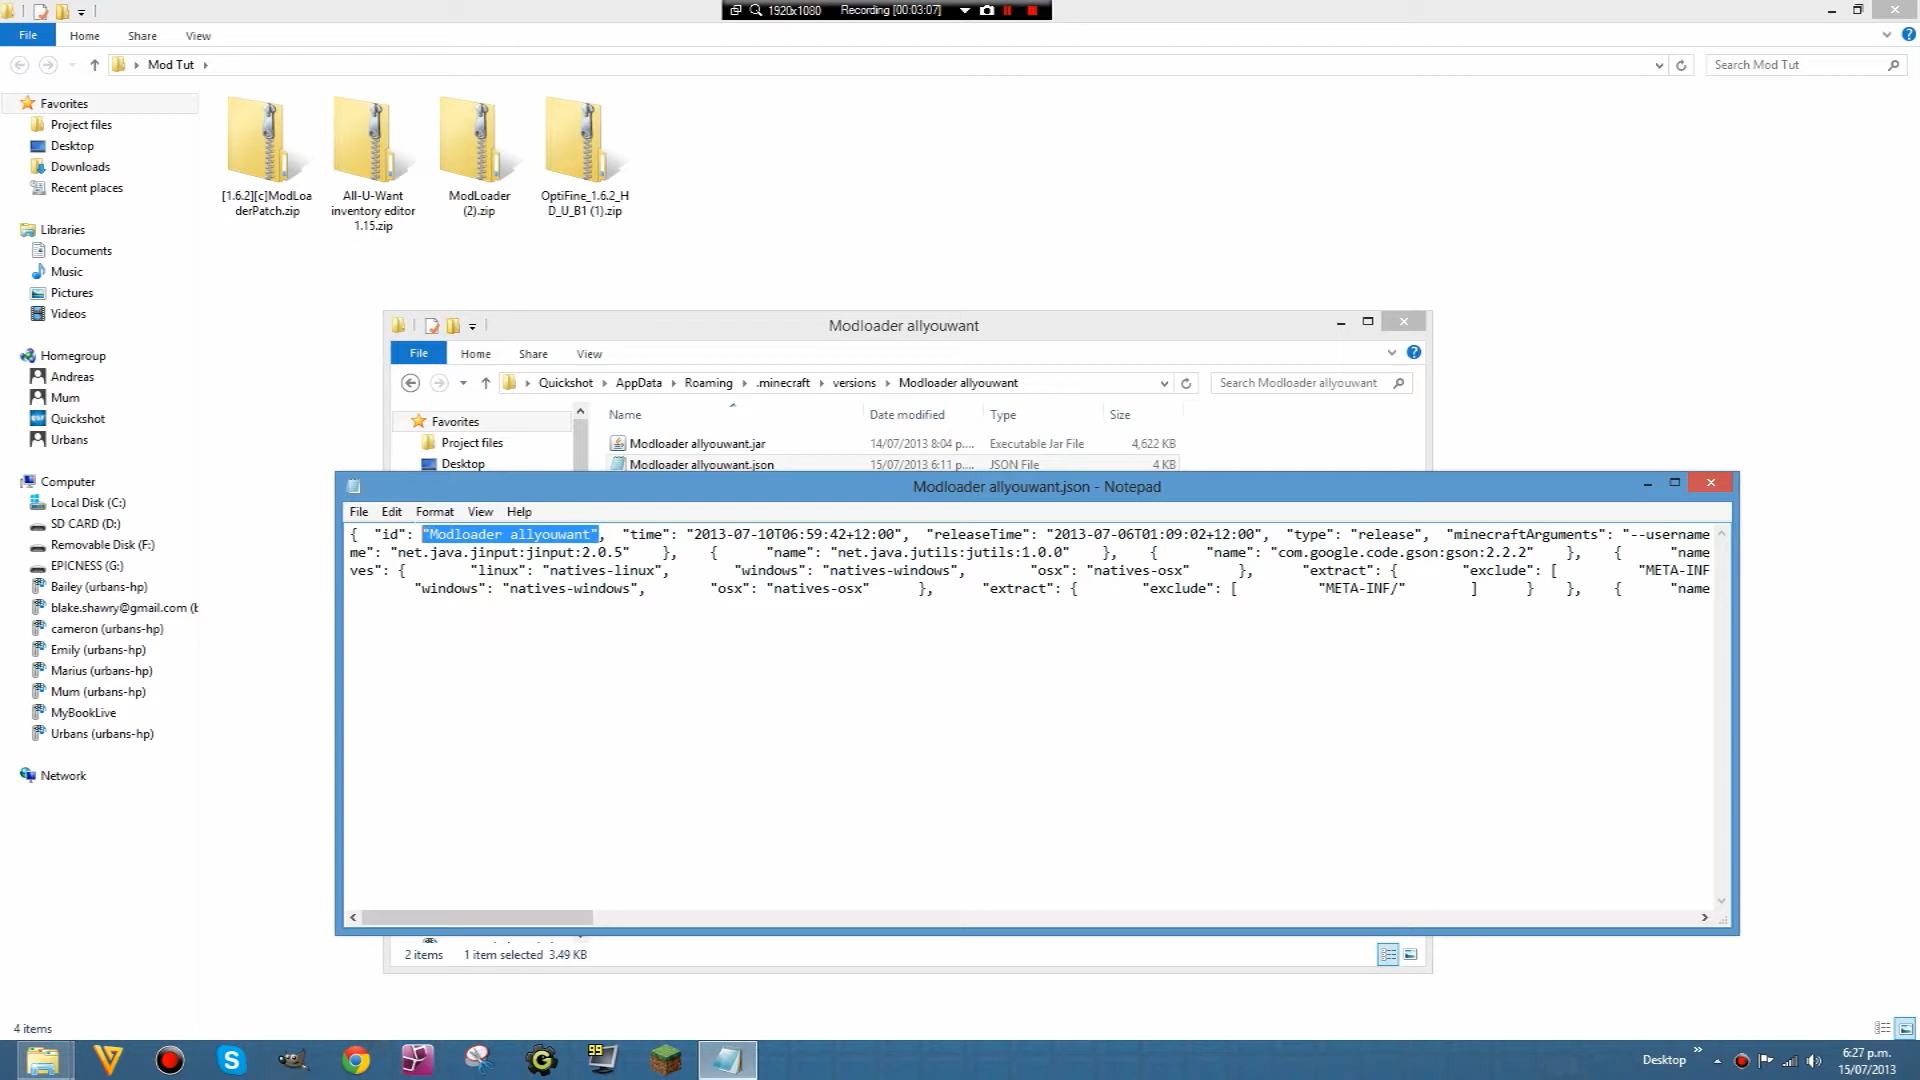 1920x1080 Recording [00:03:07]
File Home Share View
Mod Tut
Search Mod Tut
Favorites
Project files
Desktop
Downloads
Recent places
Libraries
Documents
Music
Pictures
Videos
Homegroup
Andreas
Mum
Quickshot
Urbans
Computer
Local Disk (C:)
SD CARD (D:)
Removable Disk (F:)
EPICNESS (G:)
Bailey (urbans-hp)
blake.shawry@gmail.com (b
cameron (urbans-hp)
Emily (urbans-hp)
Marius (urbans-hp)
Mum (urbans-hp)
MyBookLive
Urbans (urbans-hp)
Network
[1.6.2][c]ModLoa
derPatch.zip
All-U-Want
inventory editor
1.15.zip
ModLoader
(2).zip
OptiFine_1.6.2_H
D_U_B1 (1).zip
Modloader allyouwant
File Home Share View
Quickshot AppData Roaming .minecraft versions Modloader allyouwant
Search Modloader allyouwant
Favorites
Project files
Desktop
Name Date modified Type Size
Modloader allyouwant.jar 14/07/2013 8:04 p.... Executable Jar File 4,622 KB
Modloader allyouwant.json 15/07/2013 6:11 p.... JSON File 4 KB
Modloader allyouwant.json - Notepad
File Edit Format View Help
{ "id": "Modloader allyouwant", "time": "2013-07-10T06:59:42+12:00", "releaseTime": "2013-07-06T01:09:02+12:00", "type": "release", "minecraftArguments": "--username
me": "net.java.jinput:jinput:2.0.5" }, { "name": "net.java.jutils:jutils:1.0.0" }, { "name": "com.google.code.gson:gson:2.2.2" }, { "name
ves": { "linux": "natives-linux", "windows": "natives-windows", "osx": "natives-osx" }, "extract": { "exclude": [ "META-INF
"windows": "natives-windows", "osx": "natives-osx" }, "extract": { "exclude": [ "META-INF/" ] } }, { "name
2 items 1 item selected 3.49 KB
4 items
99
Desktop
6:27 p.m.
15/07/2013